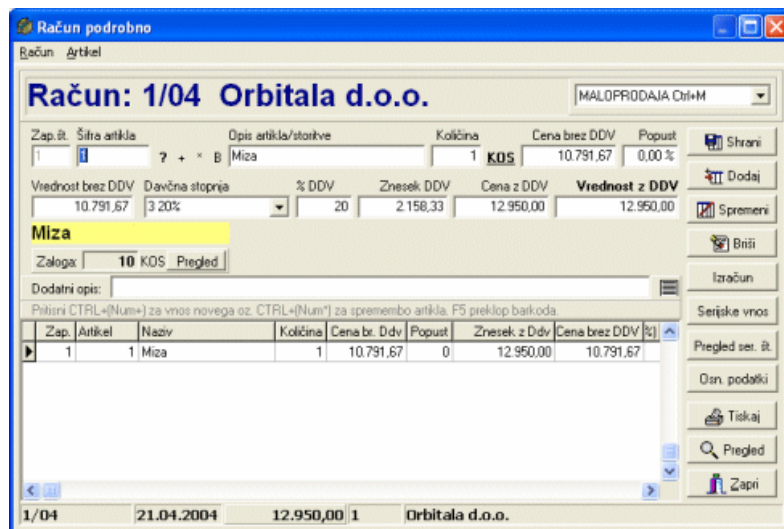 Račun podrobno
Račun Artikel
Račun: 1/04 Orbitala d.o.o.
MALOPRODAJA Ctrl+M
Zap.št. Šifra artikla Opis artikla/storitve Količina Cena brez DDV Popust
1 1 ? + * B Miza 1 KOS 10.791,67 0,00 %
Vrednost brez DDV Davčna stopnja % DDV Znesek DDV Cena z DDV Vrednost z DDV
10.791,67 3 20% 20 2.158,33 12.950,00 12.950,00
Miza
Zaloga: 10 KOS Pregled
Dodatni opis:
Pritisni CTRL+(Num+) za vnos novega oz. CTRL+(Num*) za spremembo artikla. F5 preklop barkoda.
Zap. Artikel Naziv Količina Cena br. Ddv Popust Znesek z Ddv Cena brez DDV %)
1 1 Miza 1 10.791,67 0 12.950,00 10.791,67
Shrani
Dodaj
Spremeni
Briši
Izračun
Serijske vnos
Pregled ser. št.
Osn. podatki
Tiskaj
Pregled
Zapri
1/04 21.04.2004 12.950,00 1 Orbitala d.o.o.